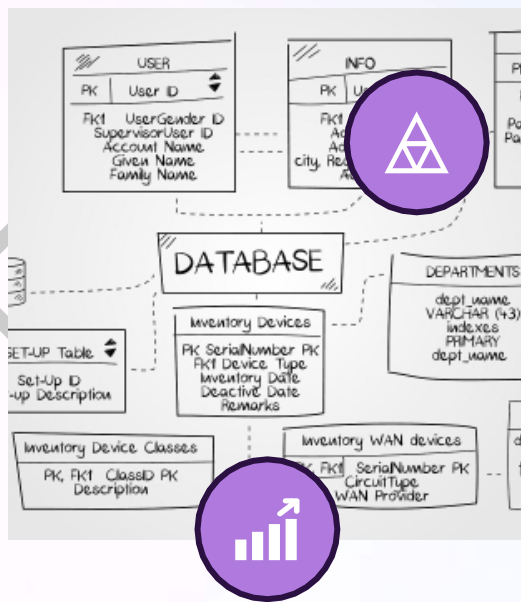 USER
PK User ID
FK1 UserGender ID
SupervisorUser ID
Account Name
Given Name
Family Name
INFO
PK
FK1
city,
DATABASE
DEPARTMENTS
dept_name
VARCHAR (43)
indexes
PRIMARY
dept_name
Inventory Devices
PK SerialNumber PK
FK1 Device Type
Inventory Date
Deactive Date
Remarks
SET-UP Table
Set-Up ID
-up Description
Inventory Device Classes
PK, FK1 ClassID PK
Description
Inventory WAN devices
FK1 SerialNumber PK
CircuitType
WAN Provider